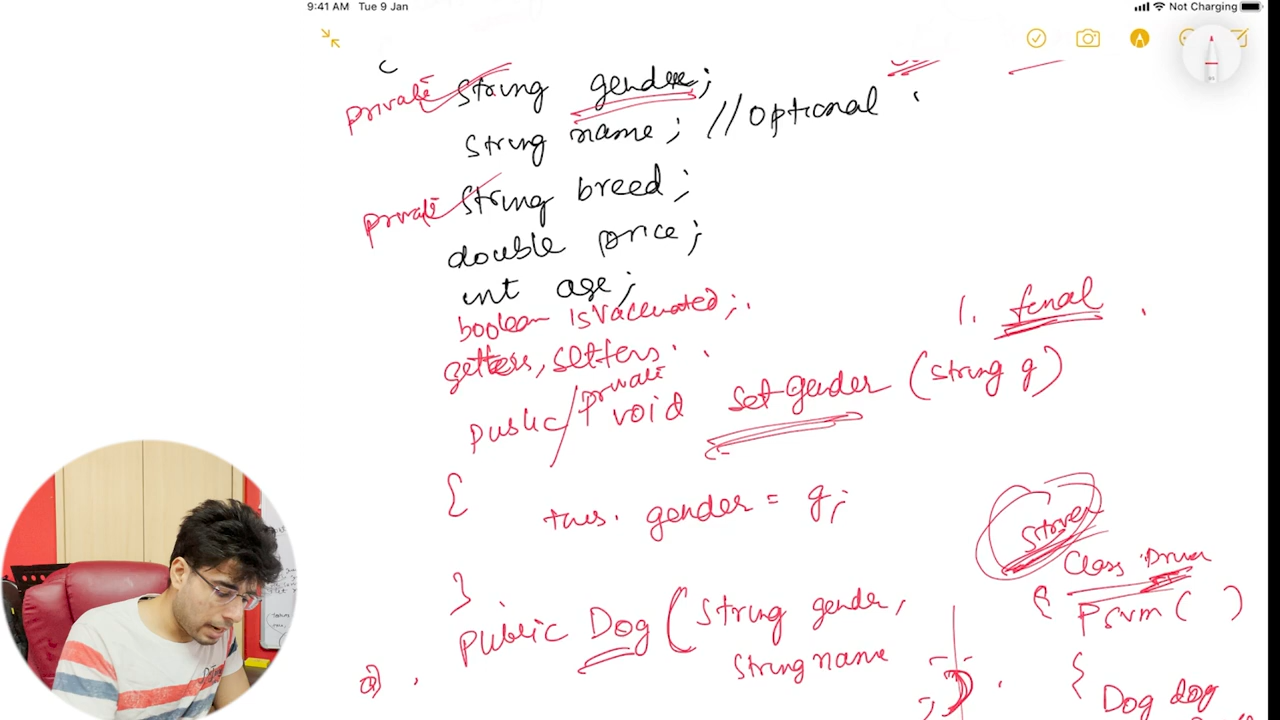 9:41 AM Tue 9 Jan
Not Charging
private String gender;
String name; //optional
private String breed;
double price;
int age;
boolean isVaccinated;
getters, setters.
1. final
public/private void set gender (string g)
{
this. gender = g;
Class Driver
}
{ Psvm ( )
public Dog (String gender,
String name
a)
{
Dog dog